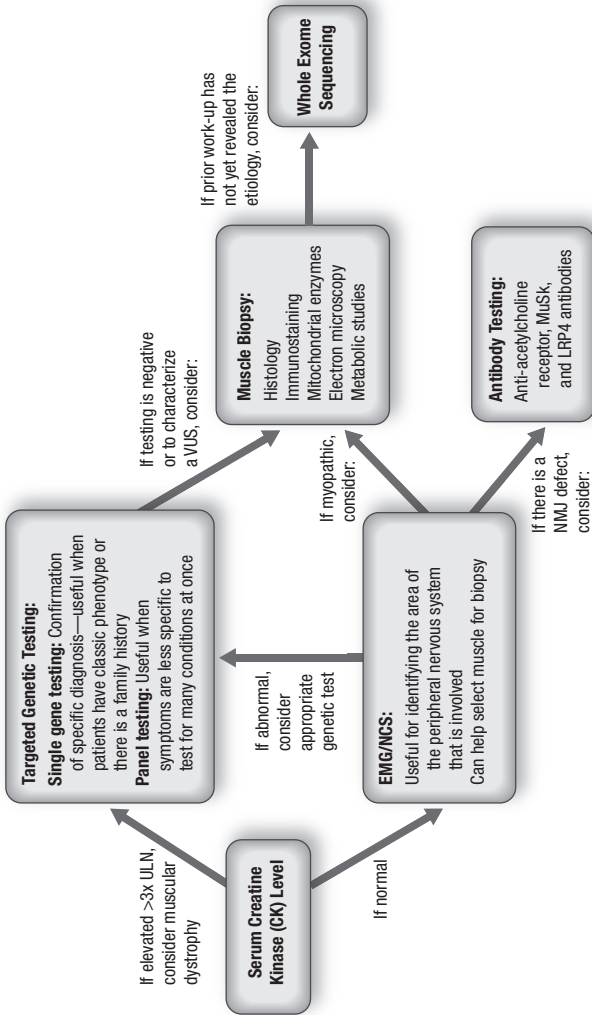 Serum Creatine
Kinase (CK) Level
If elevated >3x ULN,
consider muscular
dystrophy
If normal
Targeted Genetic Testing:
Single gene testing: Confirmation
of specific diagnosis—useful when
patients have classic phenotype or
there is a family history
Panel testing: Useful when
symptoms are less specific to
test for many conditions at once
If abnormal,
consider
appropriate
genetic test
EMG/NCS:
Useful for identifying the area of
the peripheral nervous system
that is involved
Can help select muscle for biopsy
If testing is negative
or to characterize
a VUS, consider:
If myopathic,
consider:
If there is a
NMJ defect,
consider:
Muscle Biopsy:
Histology
Immunostaining
Mitochondrial enzymes
Electron microscopy
Metabolic studies
Antibody Testing:
Anti-acetylcholine
receptor, MuSk,
and LRP4 antibodies
If prior work-up has
not yet revealed the
etiology, consider:
Whole Exome
Sequencing